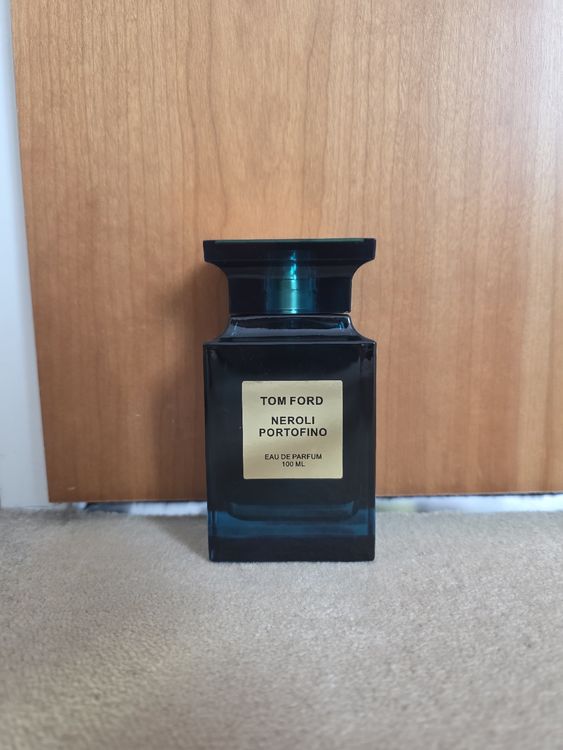 TOM FORD
NEROLI
PORTOFINO
EAU DE PARFUM
100 ML